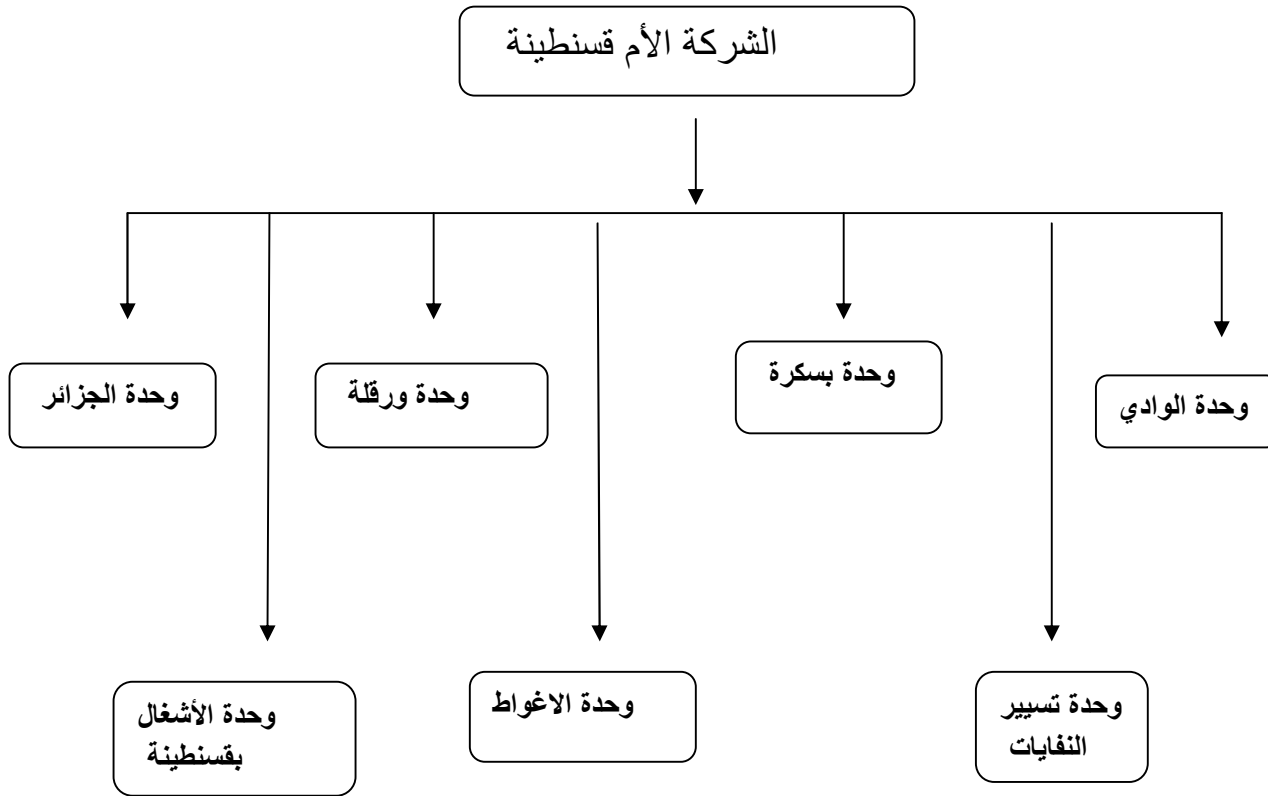 الشركة الأم قسنطينة
وحدة الوادي
وحدة بسكرة
وحدة ورقلة
وحدة الجزائر
وحدة تسيير
النفايات
وحدة الاغواط
وحدة الأشغال
بقسنطينة